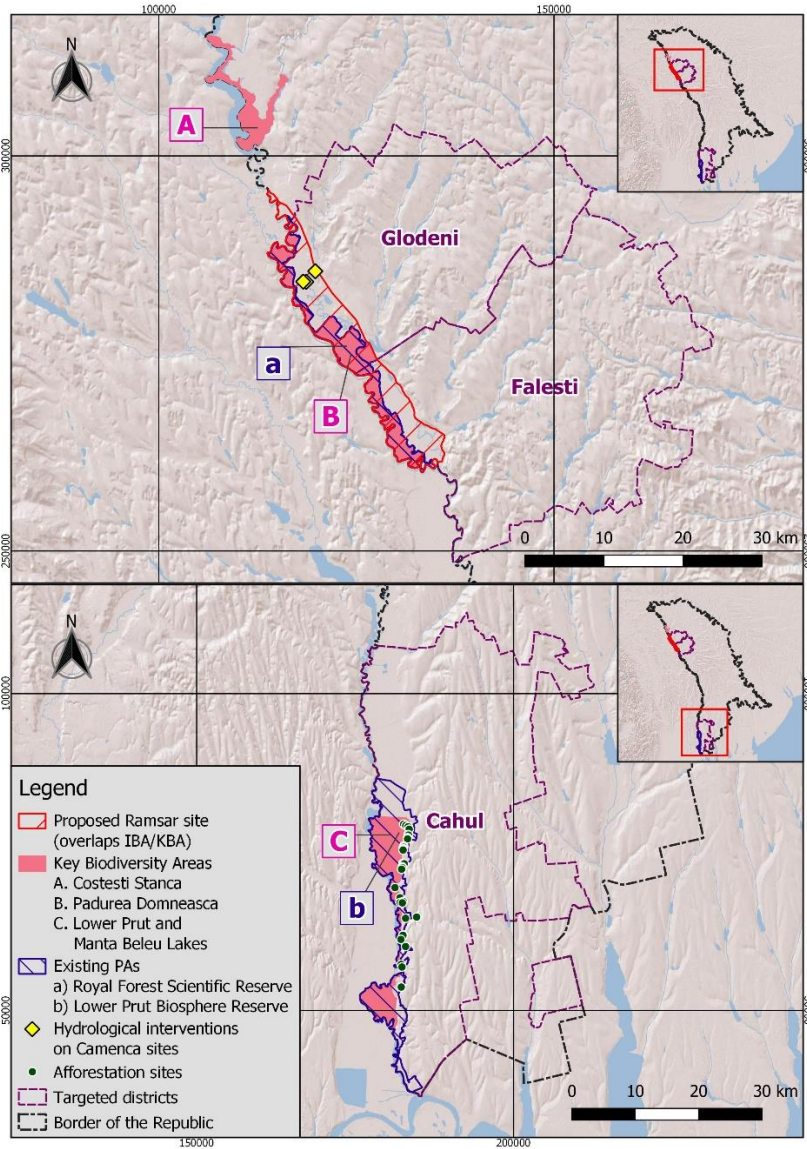 100000
150000
N
A
300000
Glodeni
a
B
Falesti
0 10 20 30 km
250000
N
100000
Cahul
C
b
Legend
Proposed Ramsar site
(overlaps IBA/KBA)
Key Biodiversity Areas
A. Costesti Stanca
B. Padurea Domneasca
C. Lower Prut and
Manta Beleu Lakes
Existing PAs
a) Royal Forest Scientific Reserve
b) Lower Prut Biosphere Reserve
Hydrological interventions
on Camenca sites
Afforestation sites
Targeted districts
Border of the Republic
50000
0 10 20 30 km
150000
200000